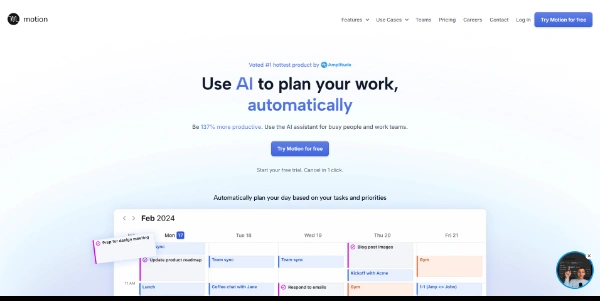 motion
Features
Use Cases
Teams
Pricing
Careers
Contact
Log in
Try Motion for free
Voted #1 hottest product by Amplitude
Use AI to plan your work,
automatically
Be 137% more productive. Use the AI assistant for busy people and work teams.
Try Motion for free
Start your free trial. Cancel in 1 click.
Automatically plan your day based on your tasks and priorities
Feb 2024
Mon 17
Tue 18
Wed 19
Thu 20
Fri 21
Prep for design meeting
sync
Blog post images
Update product roadmap
Team sync
Team sync
Gym
Kickoff with Acme
11 AM
Lunch
Coffee chat with Jane
Respond to emails
Gym
1:1 (Amy <> John)